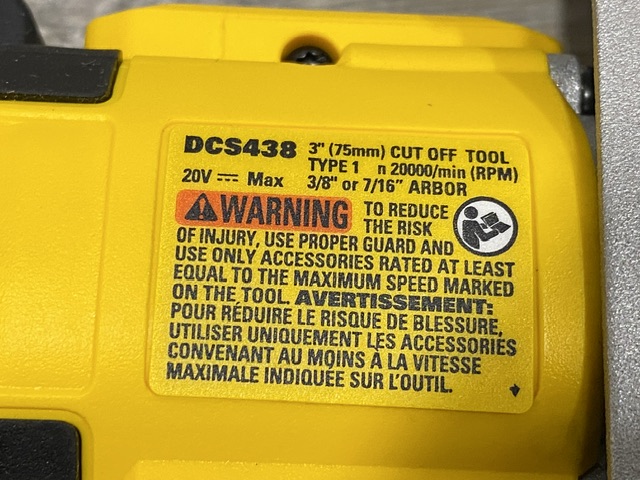 DCS438 3" (75mm) CUT OFF TOOL
TYPE 1 n 20000/min (RPM)
20V ⎓ Max 3/8" or 7/16" ARBOR
⚠WARNING TO REDUCE
THE RISK
OF INJURY, USE PROPER GUARD AND
USE ONLY ACCESSORIES RATED AT LEAST
EQUAL TO THE MAXIMUM SPEED MARKED
ON THE TOOL. AVERTISSEMENT:
POUR RÉDUIRE LE RISQUE DE BLESSURE,
UTILISER UNIQUEMENT LES ACCESSORIES
CONVENANT AU MOINS À LA VITESSE
MAXIMALE INDIQUÉE SUR L'OUTIL.